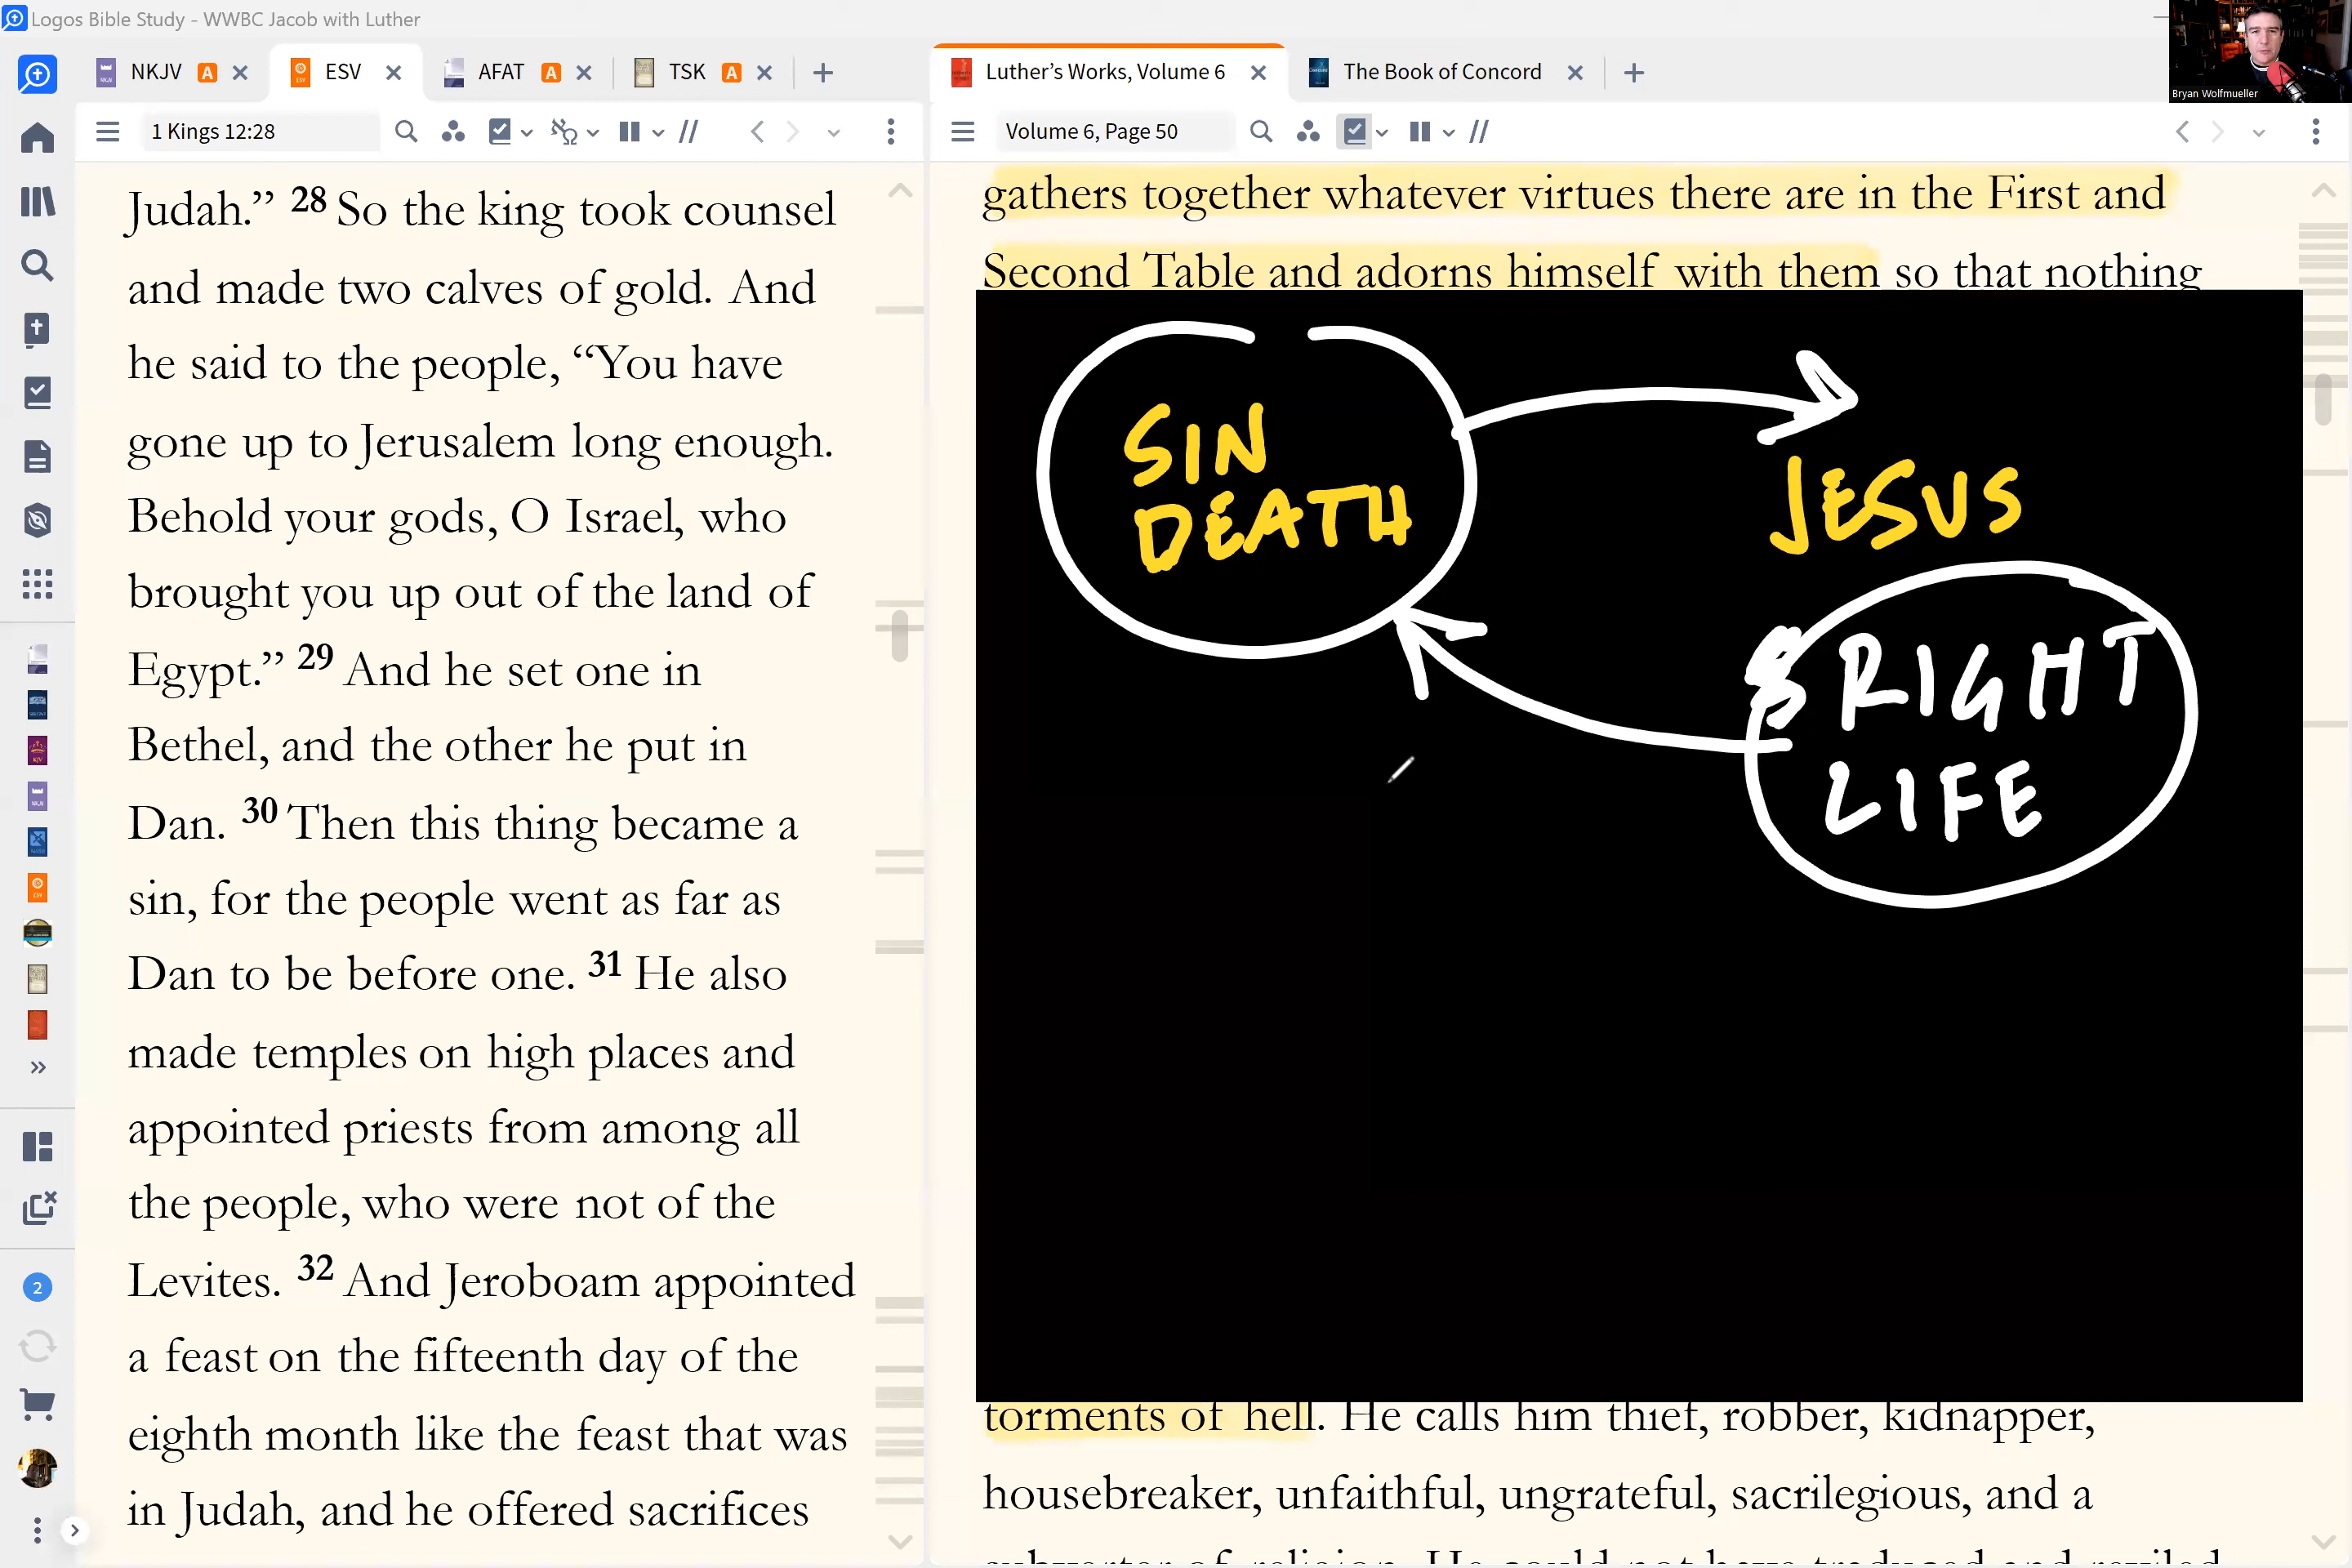 Logos Bible Study - WWBC Jacob with Luther
Bryan Wolfmueller
NKJV A
ESV
AFAT A
TSK A
Luther’s Works, Volume 6
The Book of Concord
1 Kings 12:28
Volume 6, Page 50
Judah.” 28 So the king took counsel
and made two calves of gold. And
he said to the people, “You have
gone up to Jerusalem long enough.
Behold your gods, O Israel, who
brought you up out of the land of
Egypt.” 29 And he set one in
Bethel, and the other he put in
Dan. 30 Then this thing became a
sin, for the people went as far as
Dan to be before one. 31 He also
made temples on high places and
appointed priests from among all
the people, who were not of the
Levites. 32 And Jeroboam appointed
a feast on the fifteenth day of the
eighth month like the feast that was
in Judah, and he offered sacrifices
gathers together whatever virtues there are in the First and
Second Table and adorns himself with them so that nothing
SIN
DEATH
JESUS
RIGHT
LIFE
torments of hell. He calls him thief, robber, kidnapper,
housebreaker, unfaithful, ungrateful, sacrilegious, and a
2